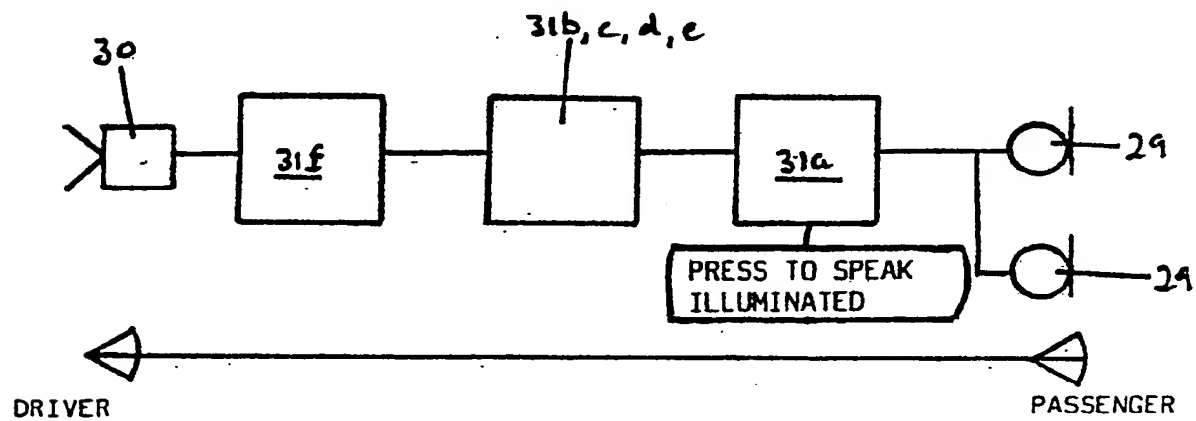 31b, c, d, e
30
31f
31a
29
29
PRESS TO SPEAK
ILLUMINATED
DRIVER
PASSENGER